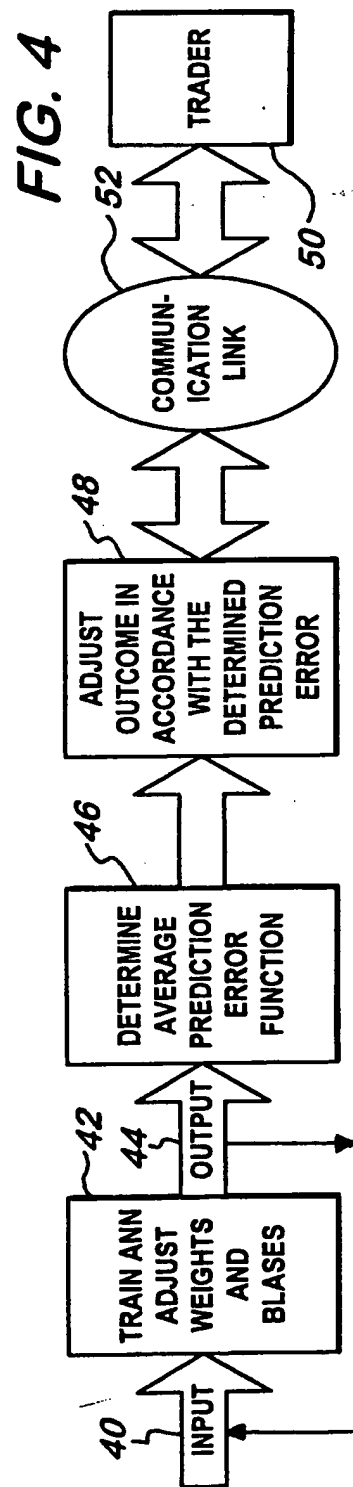 FIG. 4
40
INPUT
42
TRAIN ANN
ADJUST
WEIGHTS
AND
BLASES
44
OUTPUT
46
DETERMINE
AVERAGE
PREDICTION
ERROR
FUNCTION
48
ADJUST
OUTCOME IN
ACCORDANCE
WITH THE
DETERMINED
PREDICTION
ERROR
52
COMMUN-
ICATION
LINK
TRADER
50